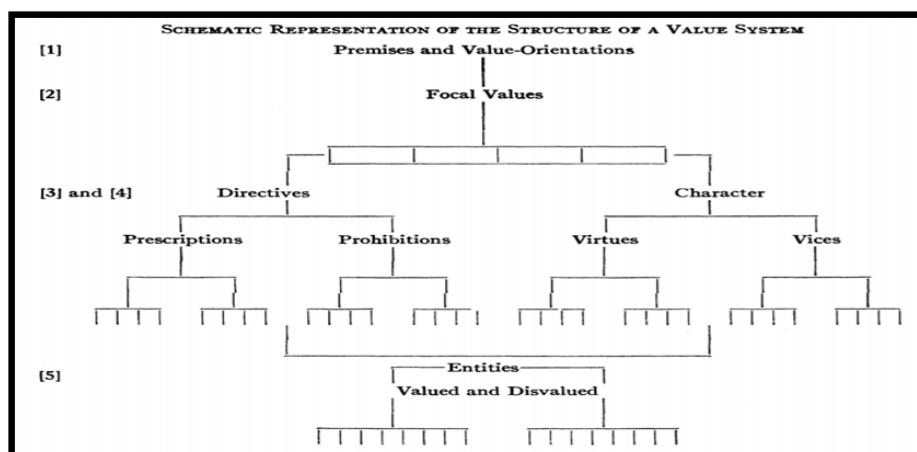 SCHEMATIC REPRESENTATION OF THE STRUCTURE OF A VALUE SYSTEM
[1] Premises and Value-Orientations
[2] Focal Values
[3] and [4] Directives Character
Prescriptions Prohibitions Virtues Vices
[5] Entities
Valued and Disvalued